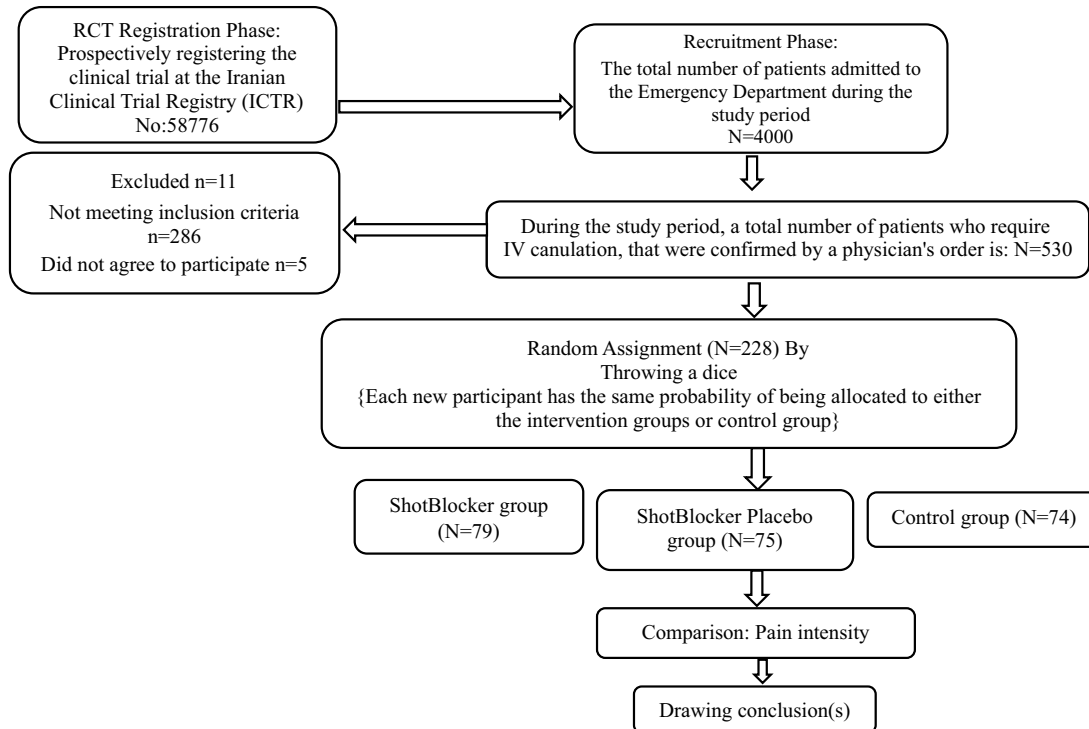 RCT Registration Phase:
Prospectively registering the
clinical trial at the Iranian
Clinical Trial Registry (ICTR)
No:58776
Recruitment Phase:
The total number of patients admitted to
the Emergency Department during the
study period
N=4000
Excluded n=11
Not meeting inclusion criteria
n=286
Did not agree to participate n=5
During the study period, a total number of patients who require
IV canulation, that were confirmed by a physician's order is: N=530
Random Assignment (N=228) By
Throwing a dice
{Each new participant has the same probability of being allocated to either
the intervention groups or control group}
ShotBlocker group
(N=79)
ShotBlocker Placebo
group (N=75)
Control group (N=74)
Comparison: Pain intensity
Drawing conclusion(s)